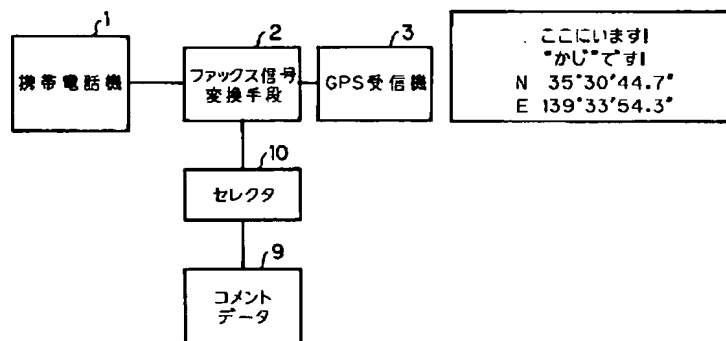 1
携帯電話機
2
ファックス信号
変換手段
3
GPS受信機
10
セレクタ
9
コメント
データ
ここにいます!
"かじ"です!
N 35°30'44.7"
E 139°33'54.3"